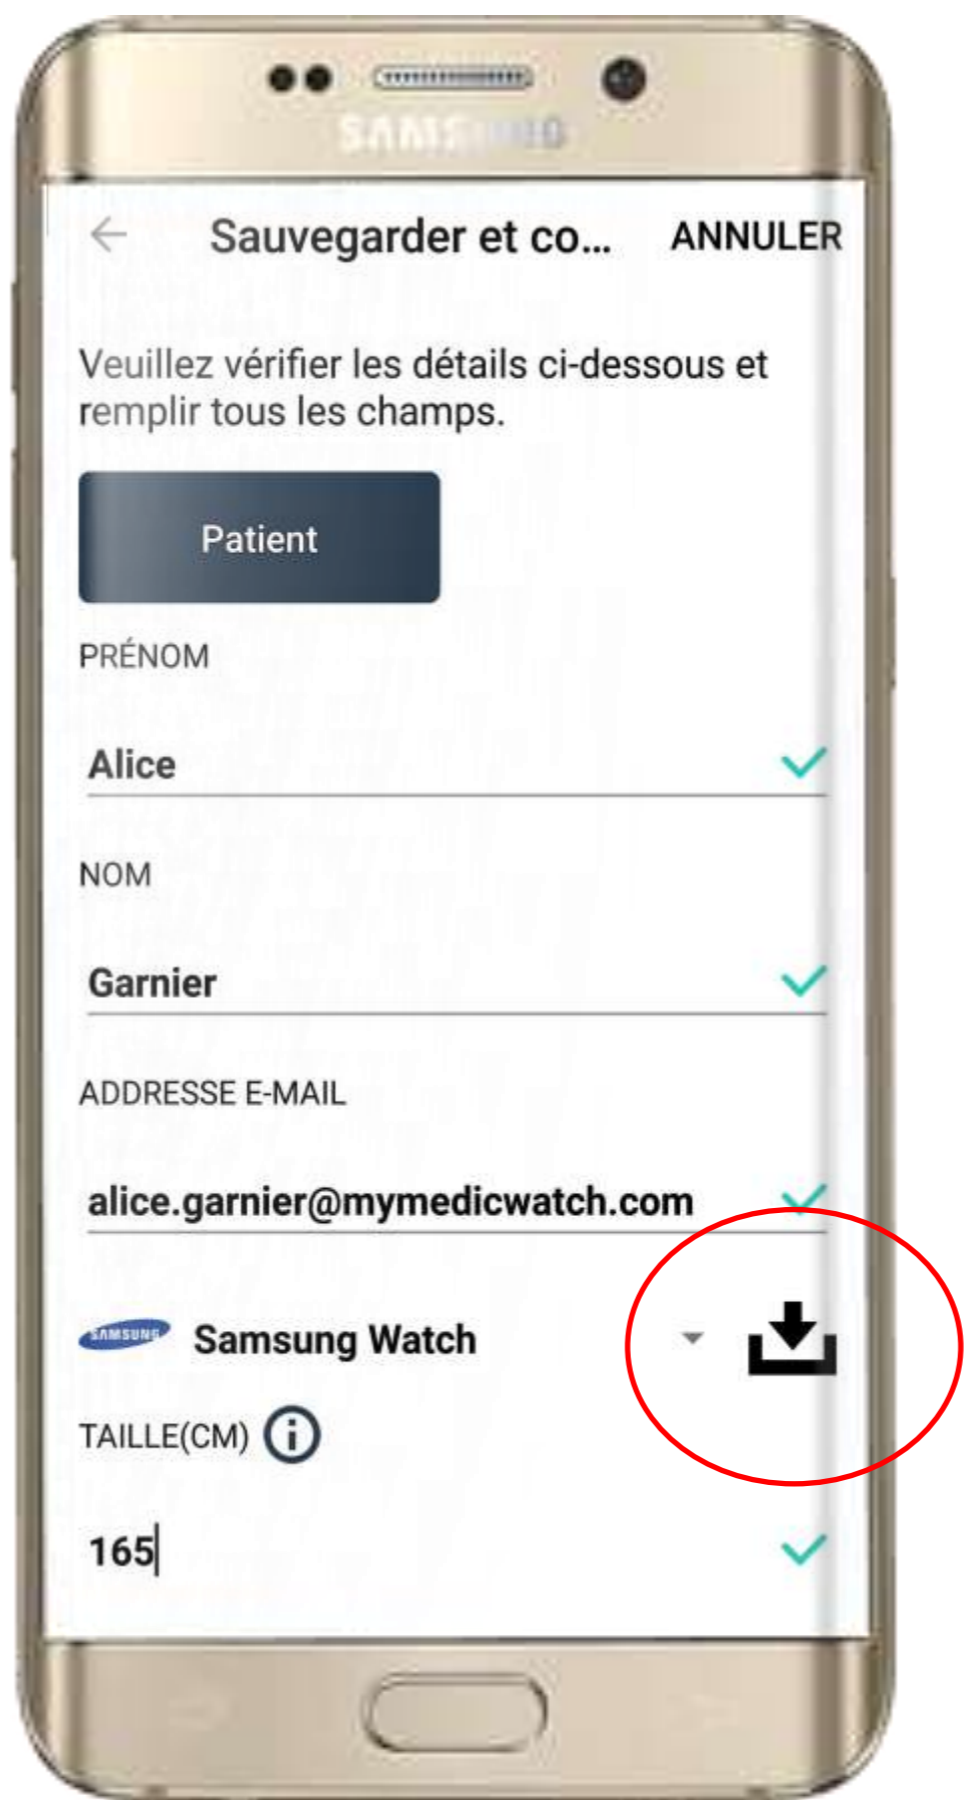 SAMSUNG
Sauvegarder et co... ANNULER
Veuillez vérifier les détails ci-dessous et
remplir tous les champs.
Patient
PRÉNOM
Alice
NOM
Garnier
ADDRESSE E-MAIL
alice.garnier@mymedicwatch.com
SAMSUNG Samsung Watch
TAILLE(CM)
165